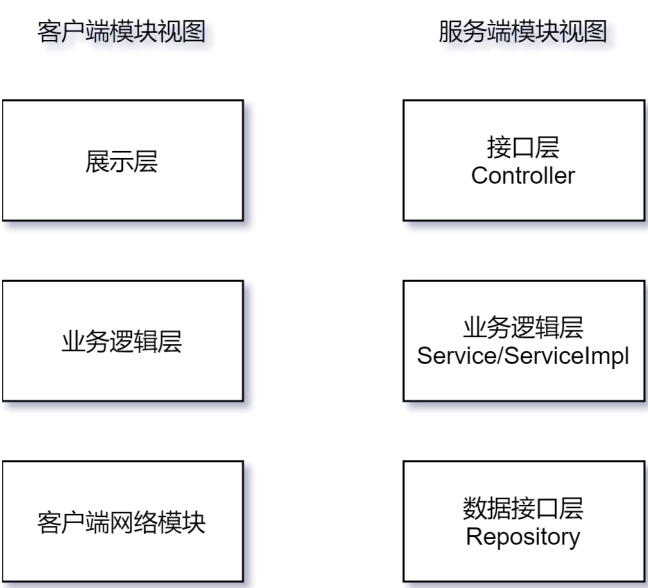 客户端模块视图
服务端模块视图
展示层
接口层
Controller
业务逻辑层
业务逻辑层
Service/ServiceImpl
客户端网络模块
数据接口层
Repository